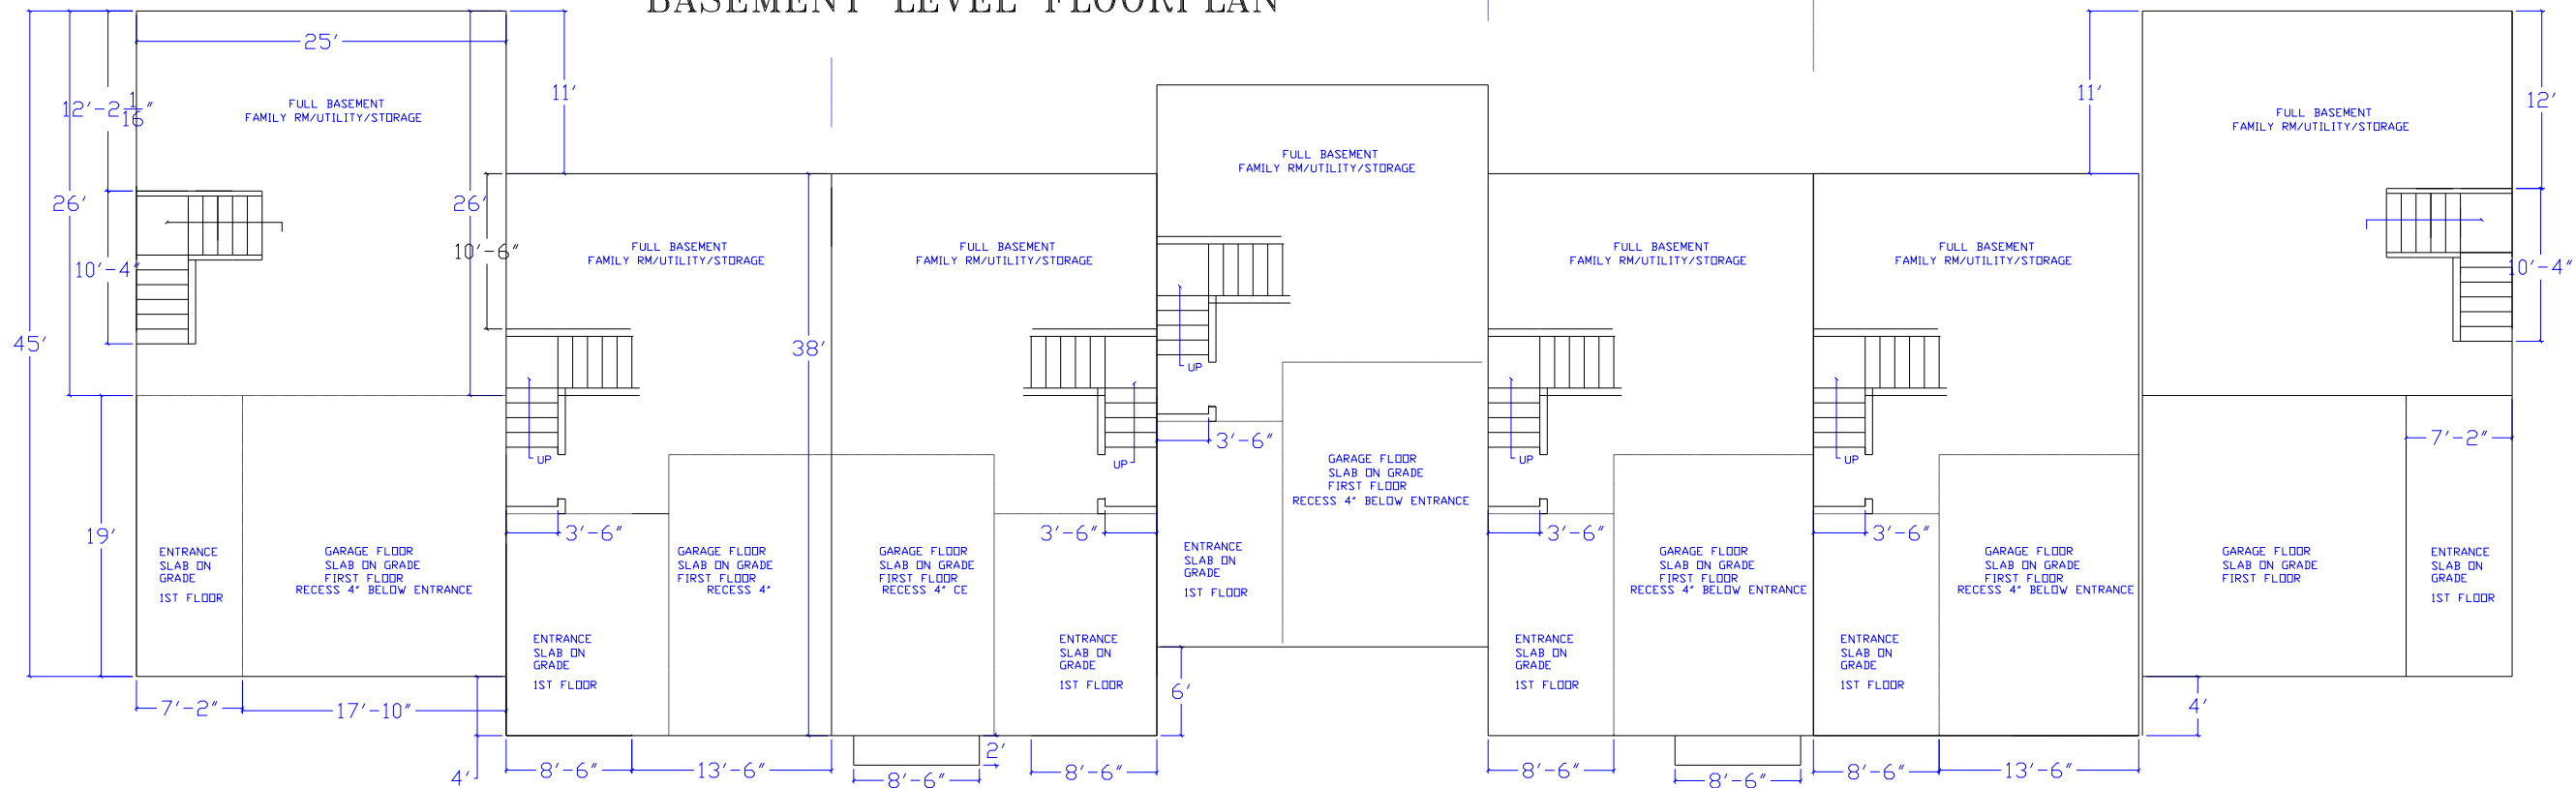 BASEMENT LEVEL FLOORPLAN
25'
12'-2 1/16"
11'
26'
26'
10'-4"
10'-6"
45'
19'
FULL BASEMENT
FAMILY RM/UTILITY/STORAGE
ENTRANCE
SLAB ON
GRADE
1ST FLOOR
GARAGE FLOOR
SLAB ON GRADE
FIRST FLOOR
RECESS 4" BELOW ENTRANCE
7'-2"
17'-10"
4'
FULL BASEMENT
FAMILY RM/UTILITY/STORAGE
38'
UP
3'-6"
GARAGE FLOOR
SLAB ON GRADE
FIRST FLOOR
RECESS 4"
ENTRANCE
SLAB ON
GRADE
1ST FLOOR
8'-6"
13'-6"
FULL BASEMENT
FAMILY RM/UTILITY/STORAGE
UP
3'-6"
GARAGE FLOOR
SLAB ON GRADE
FIRST FLOOR
RECESS 4" CE
ENTRANCE
SLAB ON
GRADE
1ST FLOOR
2'
8'-6"
8'-6"
FULL BASEMENT
FAMILY RM/UTILITY/STORAGE
UP
3'-6"
GARAGE FLOOR
SLAB ON GRADE
FIRST FLOOR
RECESS 4" BELOW ENTRANCE
ENTRANCE
SLAB ON
GRADE
1ST FLOOR
6'
FULL BASEMENT
FAMILY RM/UTILITY/STORAGE
UP
3'-6"
GARAGE FLOOR
SLAB ON GRADE
FIRST FLOOR
RECESS 4" BELOW ENTRANCE
ENTRANCE
SLAB ON
GRADE
1ST FLOOR
8'-6"
8'-6"
FULL BASEMENT
FAMILY RM/UTILITY/STORAGE
UP
3'-6"
GARAGE FLOOR
SLAB ON GRADE
FIRST FLOOR
RECESS 4" BELOW ENTRANCE
ENTRANCE
SLAB ON
GRADE
1ST FLOOR
8'-6"
13'-6"
11'
12'
FULL BASEMENT
FAMILY RM/UTILITY/STORAGE
10'-4"
7'-2"
GARAGE FLOOR
SLAB ON GRADE
FIRST FLOOR
ENTRANCE
SLAB ON
GRADE
1ST FLOOR
4'